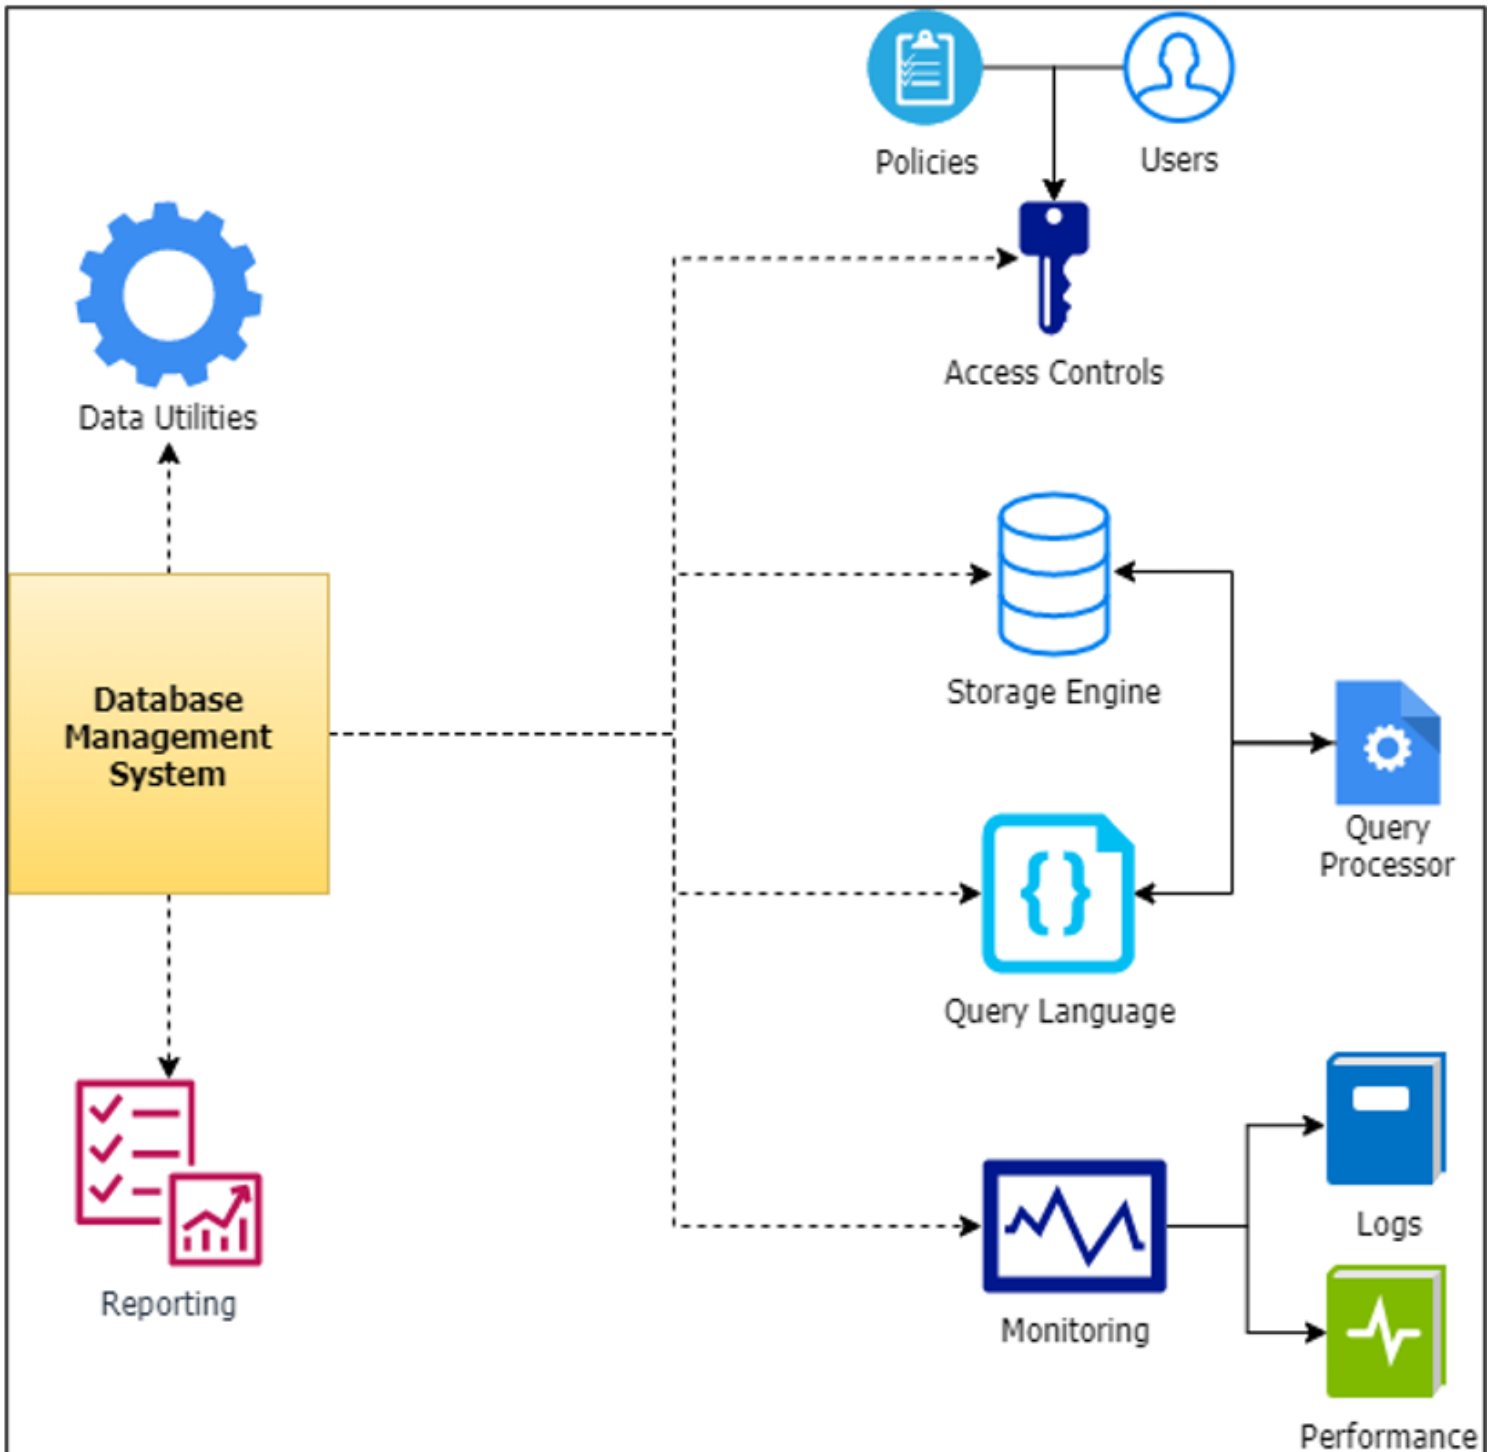 Policies
Users
Access Controls
Data Utilities
Database
Management
System
Storage Engine
Query
Processor
Query Language
Logs
Reporting
Monitoring
Performance